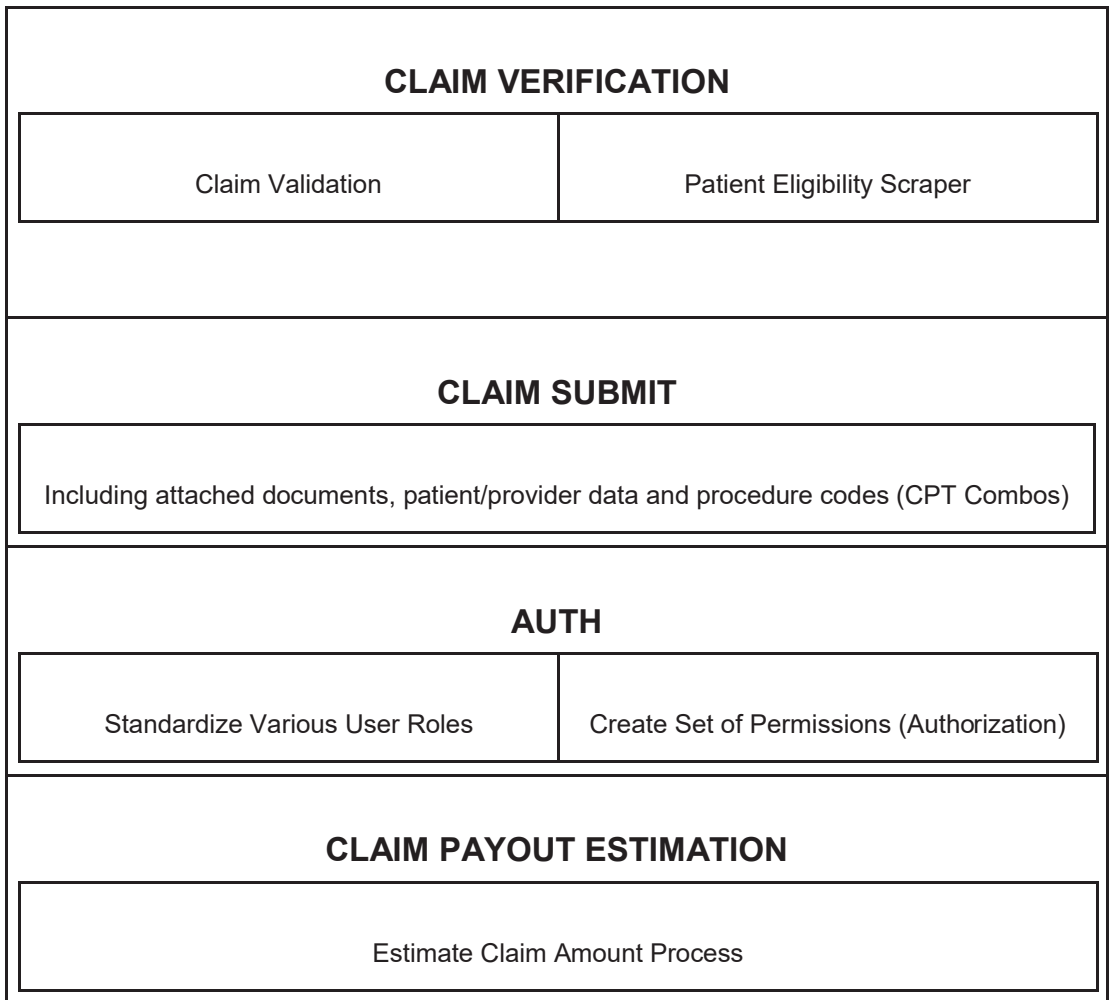 CLAIM VERIFICATION
Claim Validation
Patient Eligibility Scraper
CLAIM SUBMIT
Including attached documents, patient/provider data and procedure codes (CPT Combos)
AUTH
Standardize Various User Roles
Create Set of Permissions (Authorization)
CLAIM PAYOUT ESTIMATION
Estimate Claim Amount Process